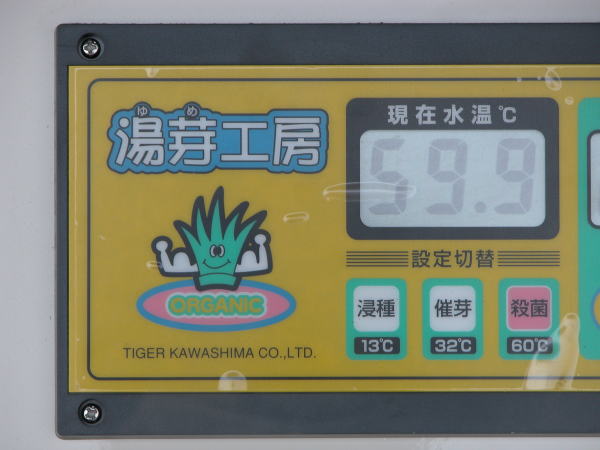 ゆめ
湯芽工房
現在水温℃
59.9
設定切替
ORGANIC
浸種 催芽 殺菌
13℃ 32℃ 60℃
TIGER KAWASHIMA CO.,LTD.